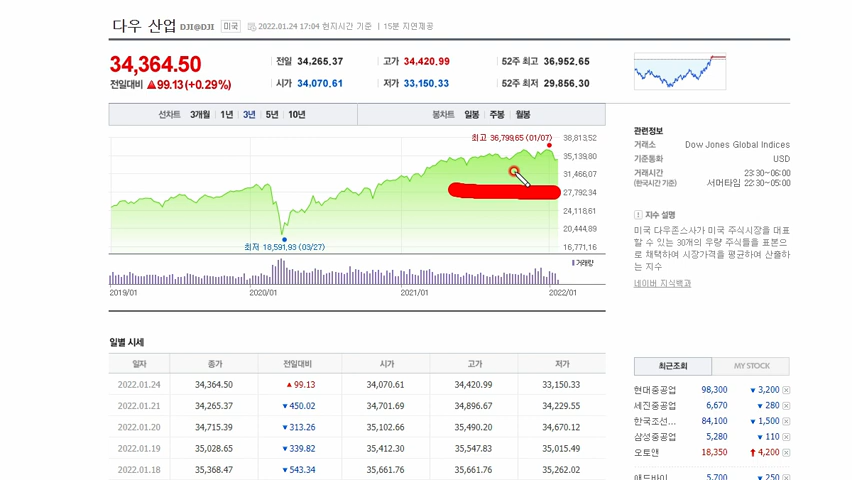 다우 산업 DJI@DJI 미국 2022.01.24 17:04 현지시간 기준 | 15분 지연제공
34,364.50
전일대비 ▲99.13 (+0.29%)
전일 34,265.37 고가 34,420.99 52주 최고 36,952.65
시가 34,070.61 저가 33,150.33 52주 최저 29,856.30
선차트 3개월 1년 3년 5년 10년 봉차트 일봉 주봉 월봉
최고 36,799.65 (01/07)
38,813.52
35,139.80
31,466.07
27,792.34
24,118.61
20,444.89
16,771.16
최저 18,591.93 (03/27)
거래량
2019/01 2020/01 2021/01 2022/01
관련정보
거래소 Dow Jones Global Indices
기준통화 USD
거래시간 23:30~06:00
(한국시간 기준) 서머타임 22:30~05:00
지수 설명
미국 다우존스사가 미국 주식시장을 대표
할 수 있는 30개의 우량 주식들을 표본으
로 채택하여 시장가격을 평균하여 산출하
는 지수
네이버 지식백과
일별 시세
일자 종가 전일대비 시가 고가 저가
2022.01.24 34,364.50 ▲ 99.13 34,070.61 34,420.99 33,150.33
2022.01.21 34,265.37 ▼ 450.02 34,701.69 34,896.67 34,229.55
2022.01.20 34,715.39 ▼ 313.26 35,102.66 35,490.20 34,670.12
2022.01.19 35,028.65 ▼ 339.82 35,412.30 35,547.83 35,015.49
2022.01.18 35,368.47 ▼ 543.34 35,661.76 35,661.76 35,262.02
최근조회 MY STOCK
현대중공업 98,300 ▼ 3,200
세진중공업 6,670 ▼ 280
한국조선... 84,100 ▼ 1,500
삼성중공업 5,280 ▼ 110
오토앤 18,350 ↑ 4,200
애드바이 5,700 ▼ 250